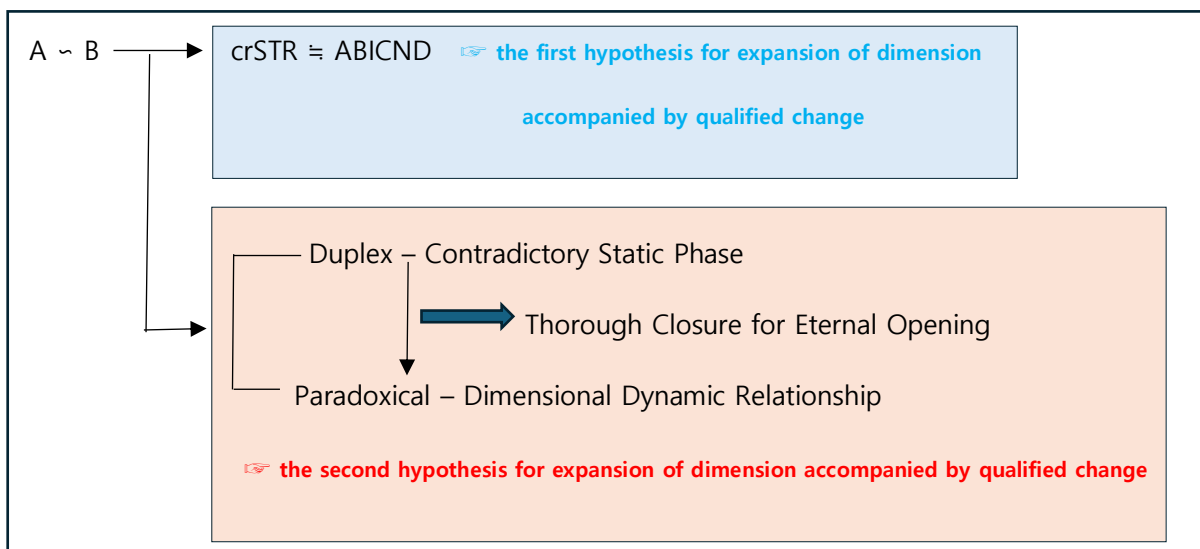 A ∽ B
crSTR ≒ ABICND ☞ the first hypothesis for expansion of dimension
accompanied by qualified change
Duplex – Contradictory Static Phase
Thorough Closure for Eternal Opening
Paradoxical – Dimensional Dynamic Relationship
☞ the second hypothesis for expansion of dimension accompanied by qualified change